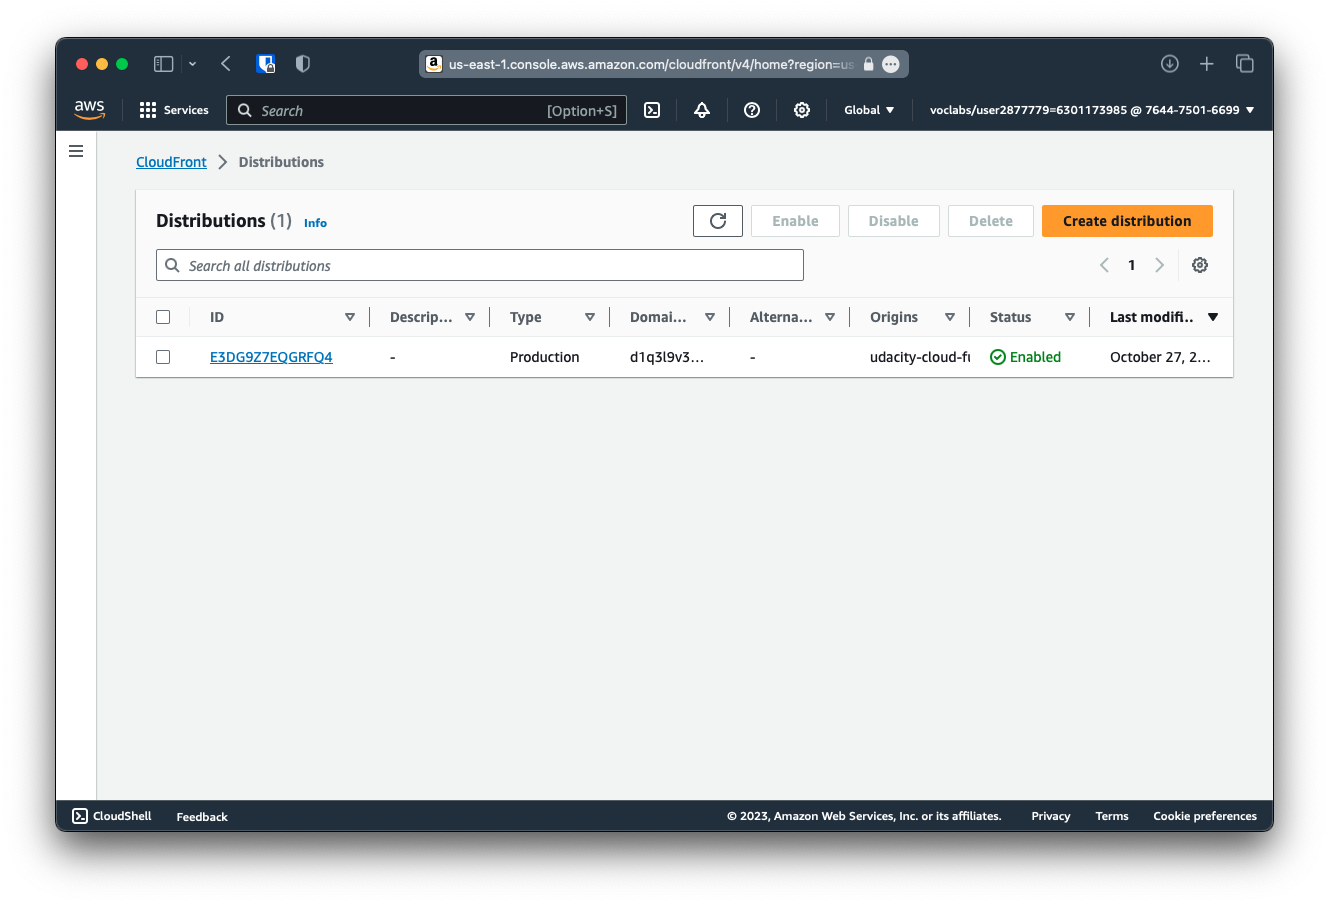 us-east-1.console.aws.amazon.com/cloudfront/v4/home?region=us
aws Services Search [Option+S] Global voclabs/user2877779=6301173985 @ 7644-7501-6699
CloudFront Distributions
Distributions (1) Info Enable Disable Delete Create distribution
Search all distributions 1
ID Descrip... Type Domai... Alterna... Origins Status Last modifi...
E3DG9Z7EQGRFQ4 - Production d1q3l9v3... - udacity-cloud-fu Enabled October 27, 2...
CloudShell Feedback © 2023, Amazon Web Services, Inc. or its affiliates. Privacy Terms Cookie preferences